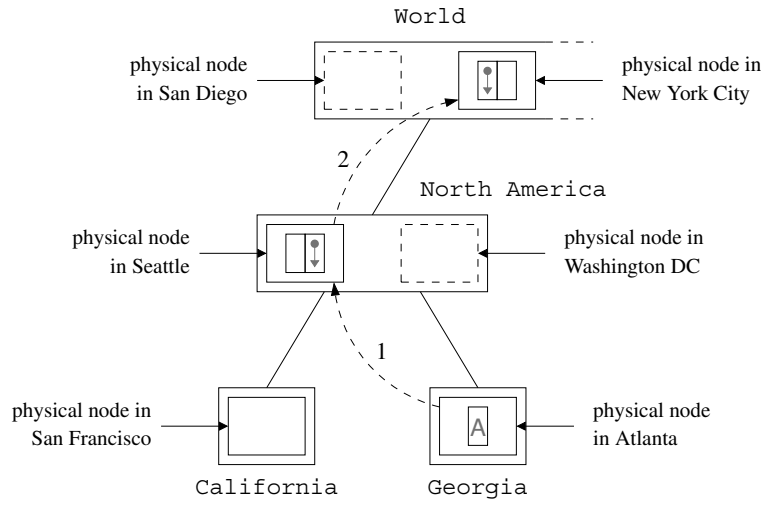 World
physical node
in San Diego
physical node in
New York City
2
North America
physical node
in Seattle
physical node in
Washington DC
1
physical node in
San Francisco
A
physical node
in Atlanta
California
Georgia